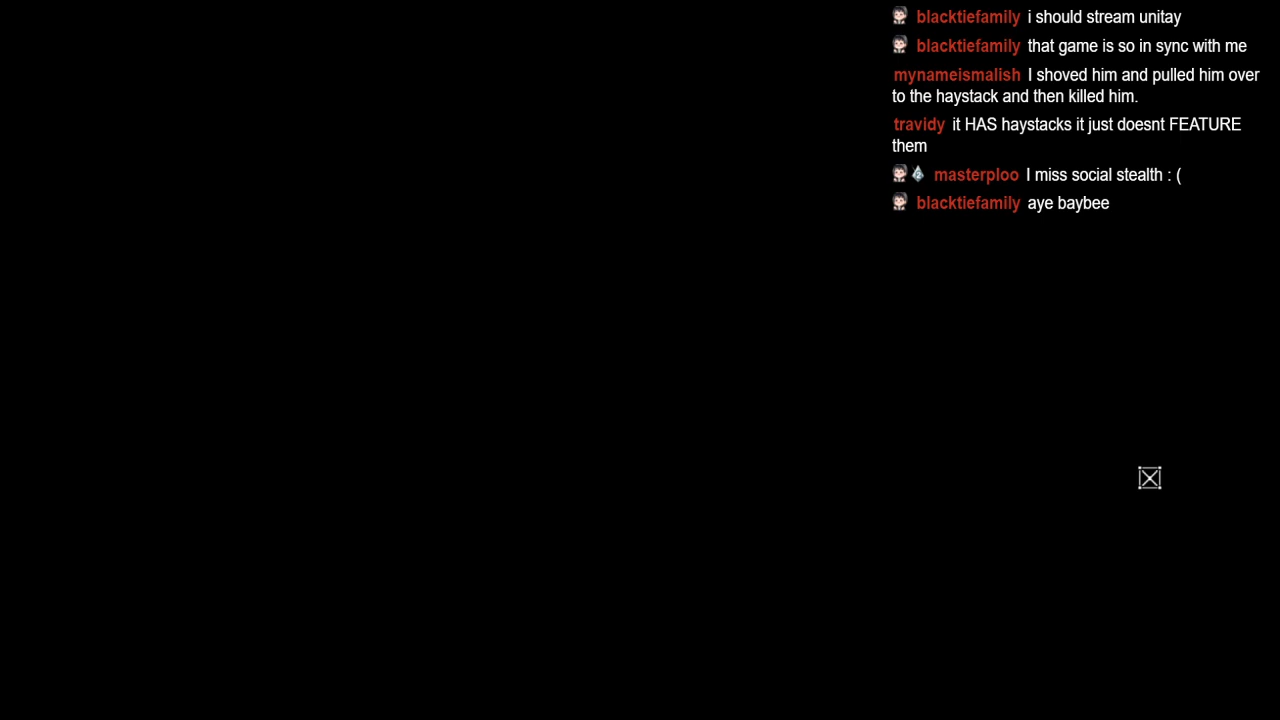 blacktiefamily i should stream unitay
blacktiefamily that game is so in sync with me
mynameismalish I shoved him and pulled him over
to the haystack and then killed him.
travidy it HAS haystacks it just doesnt FEATURE
them
masterploo I miss social stealth : (
blacktiefamily aye baybee